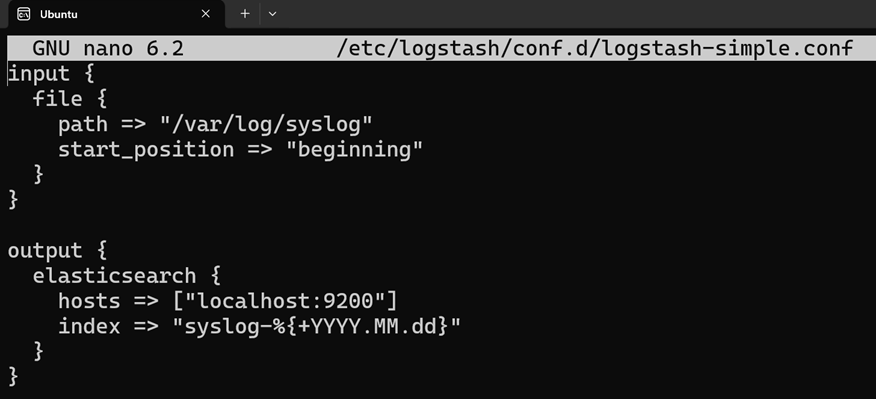 Ubuntu
GNU nano 6.2 /etc/logstash/conf.d/logstash-simple.conf
input {
  file {
    path => "/var/log/syslog"
    start_position => "beginning"
  }
}

output {
  elasticsearch {
    hosts => ["localhost:9200"]
    index => "syslog-%{+YYYY.MM.dd}"
  }
}